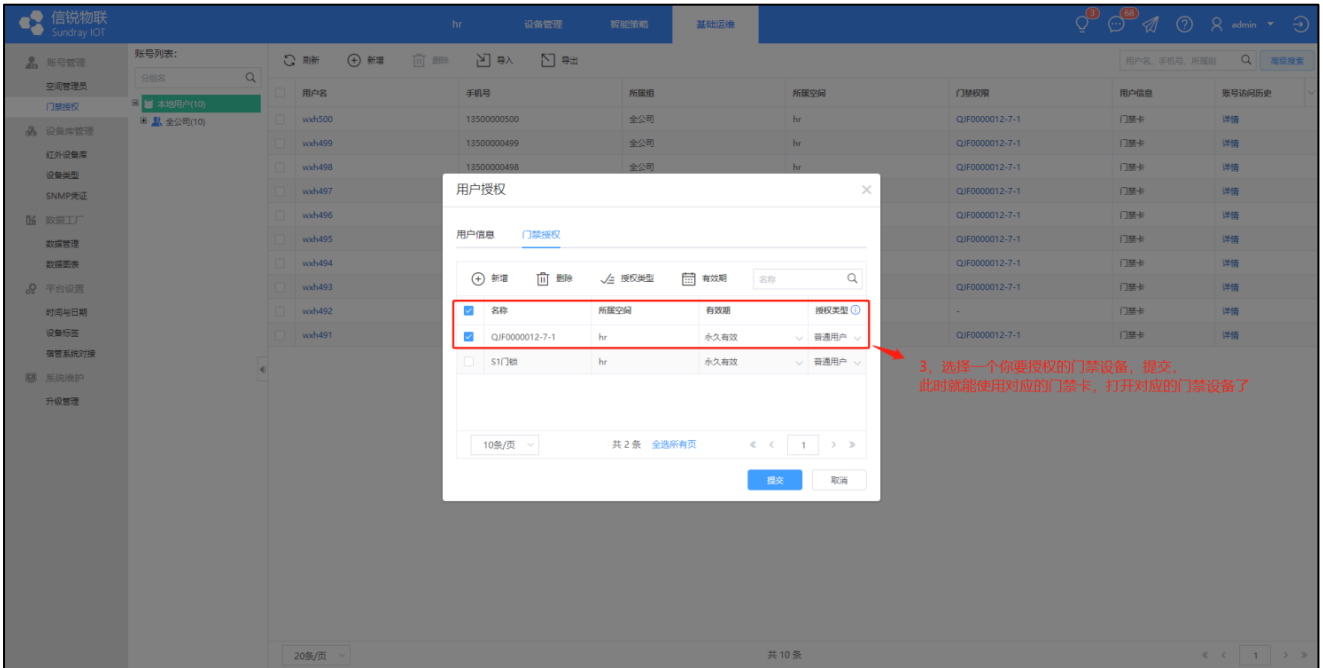 信锐物联
Sundray IOT
hr 设备管理 智能策略 基础运维
3 68 admin
账号管理
空间管理员
门禁授权
设备库管理
红外设备库
设备类型
SNMP凭证
数据工厂
数据管理
数据图表
平台设置
时间与日期
设备标签
宿管系统对接
系统维护
升级管理
账号列表:
分组名
本地用户(10)
全公司(10)
刷新 新增 删除 导入 导出
用户名、手机号、所属组 高级搜索
用户名 手机号 所属组 所属空间 门禁权限 用户信息 账号访问历史
wxh500 13500000500 全公司 hr QJF0000012-7-1 门禁卡 详情
wxh499 13500000499 全公司 hr QJF0000012-7-1 门禁卡 详情
wxh498 13500000498 全公司 hr QJF0000012-7-1 门禁卡 详情
wxh497 QJF0000012-7-1 门禁卡 详情
wxh496 QJF0000012-7-1 门禁卡 详情
wxh495 QJF0000012-7-1 门禁卡 详情
wxh494 QJF0000012-7-1 门禁卡 详情
wxh493 QJF0000012-7-1 门禁卡 详情
wxh492 - 门禁卡 详情
wxh491 QJF0000012-7-1 门禁卡 详情
用户授权
用户信息 门禁授权
新增 删除 授权类型 有效期 名称
名称 所属空间 有效期 授权类型
QJF0000012-7-1 hr 永久有效 普通用户
S1门锁 hr 永久有效 普通用户
10条/页 共 2 条 全选所有页 1
提交 取消
3，选择一个你要授权的门禁设备，提交，
此时就能使用对应的门禁卡，打开对应的门禁设备了
20条/页 共 10 条 1